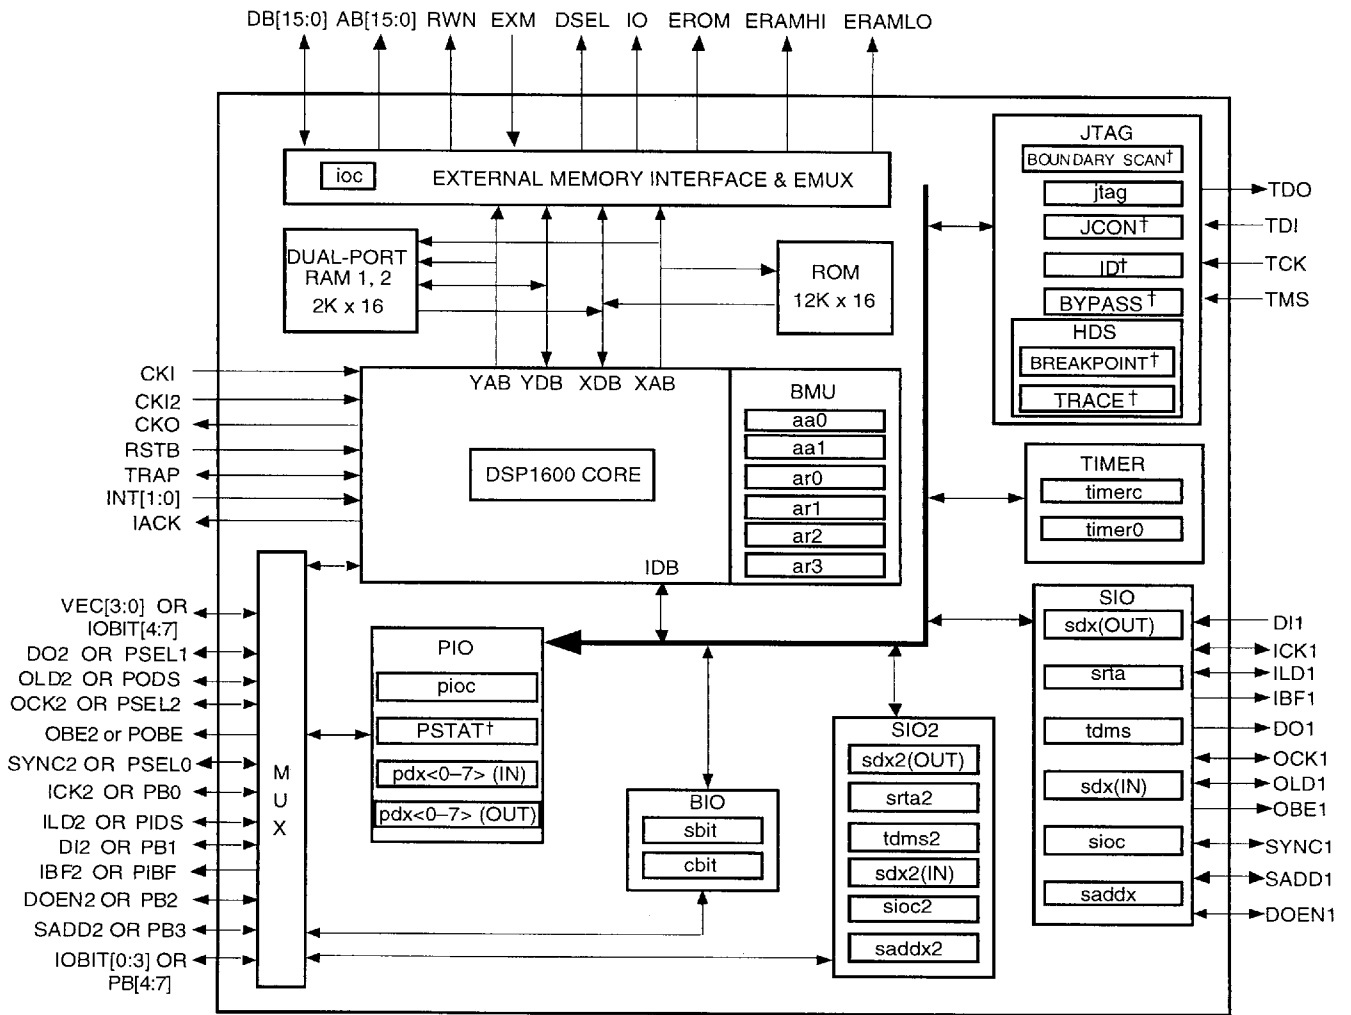 DB[15:0] AB[15:0] RWN EXM DSEL IO EROM ERAMHI ERAMLO
ioc
EXTERNAL MEMORY INTERFACE & EMUX
DUAL-PORT
RAM 1, 2
2K x 16
ROM
12K x 16
JTAG
BOUNDARY SCAN†
jtag
JCON†
ID†
BYPASS†
HDS
BREAKPOINT†
TRACE†
TDO
TDI
TCK
TMS
CKI
CKI2
CKO
RSTB
TRAP
INT[1:0]
IACK
YAB YDB XDB XAB
DSP1600 CORE
IDB
BMU
aa0
aa1
ar0
ar1
ar2
ar3
TIMER
timerc
timer0
VEC[3:0] OR
IOBIT[4:7]
DO2 OR PSEL1
OLD2 OR PODS
OCK2 OR PSEL2
OBE2 or POBE
SYNC2 OR PSEL0
ICK2 OR PB0
ILD2 OR PIDS
DI2 OR PB1
IBF2 OR PIBF
DOEN2 OR PB2
SADD2 OR PB3
IOBIT[0:3] OR
PB[4:7]
M
U
X
PIO
pioc
PSTAT†
pdx<0–7> (IN)
pdx<0–7> (OUT)
BIO
sbit
cbit
SIO2
sdx2(OUT)
srta2
tdms2
sdx2(IN)
sioc2
saddx2
SIO
sdx(OUT)
srta
tdms
sdx(IN)
sioc
saddx
DI1
ICK1
ILD1
IBF1
DO1
OCK1
OLD1
OBE1
SYNC1
SADD1
DOEN1